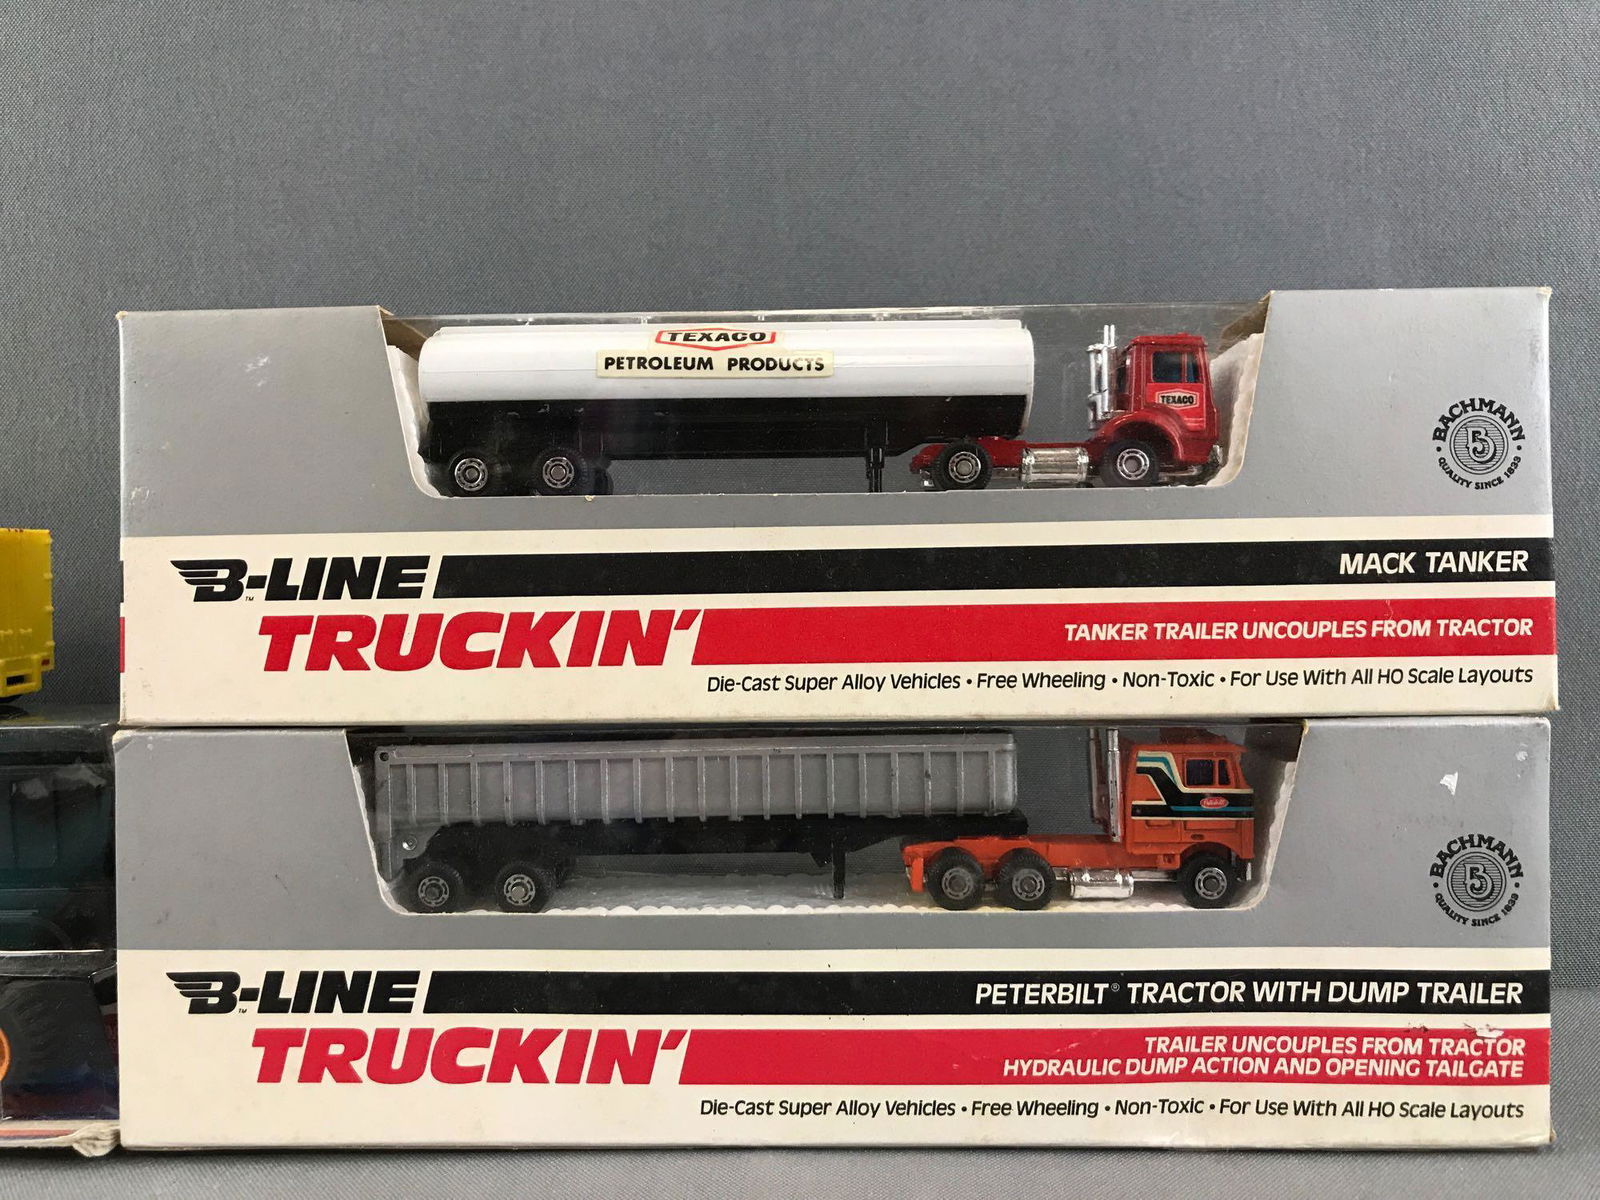 TEXACO
PETROLEUM PRODUCTS
TEXACO
BACHMANN
B
QUALITY SINCE 1833
B-LINE™
TRUCKIN'
MACK TANKER
TANKER TRAILER UNCOUPLES FROM TRACTOR
Die-Cast Super Alloy Vehicles • Free Wheeling • Non-Toxic • For Use With All HO Scale Layouts
Peterbilt
BACHMANN
B
QUALITY SINCE 1833
B-LINE™
TRUCKIN'
PETERBILT® TRACTOR WITH DUMP TRAILER
TRAILER UNCOUPLES FROM TRACTOR
HYDRAULIC DUMP ACTION AND OPENING TAILGATE
Die-Cast Super Alloy Vehicles • Free Wheeling • Non-Toxic • For Use With All HO Scale Layouts